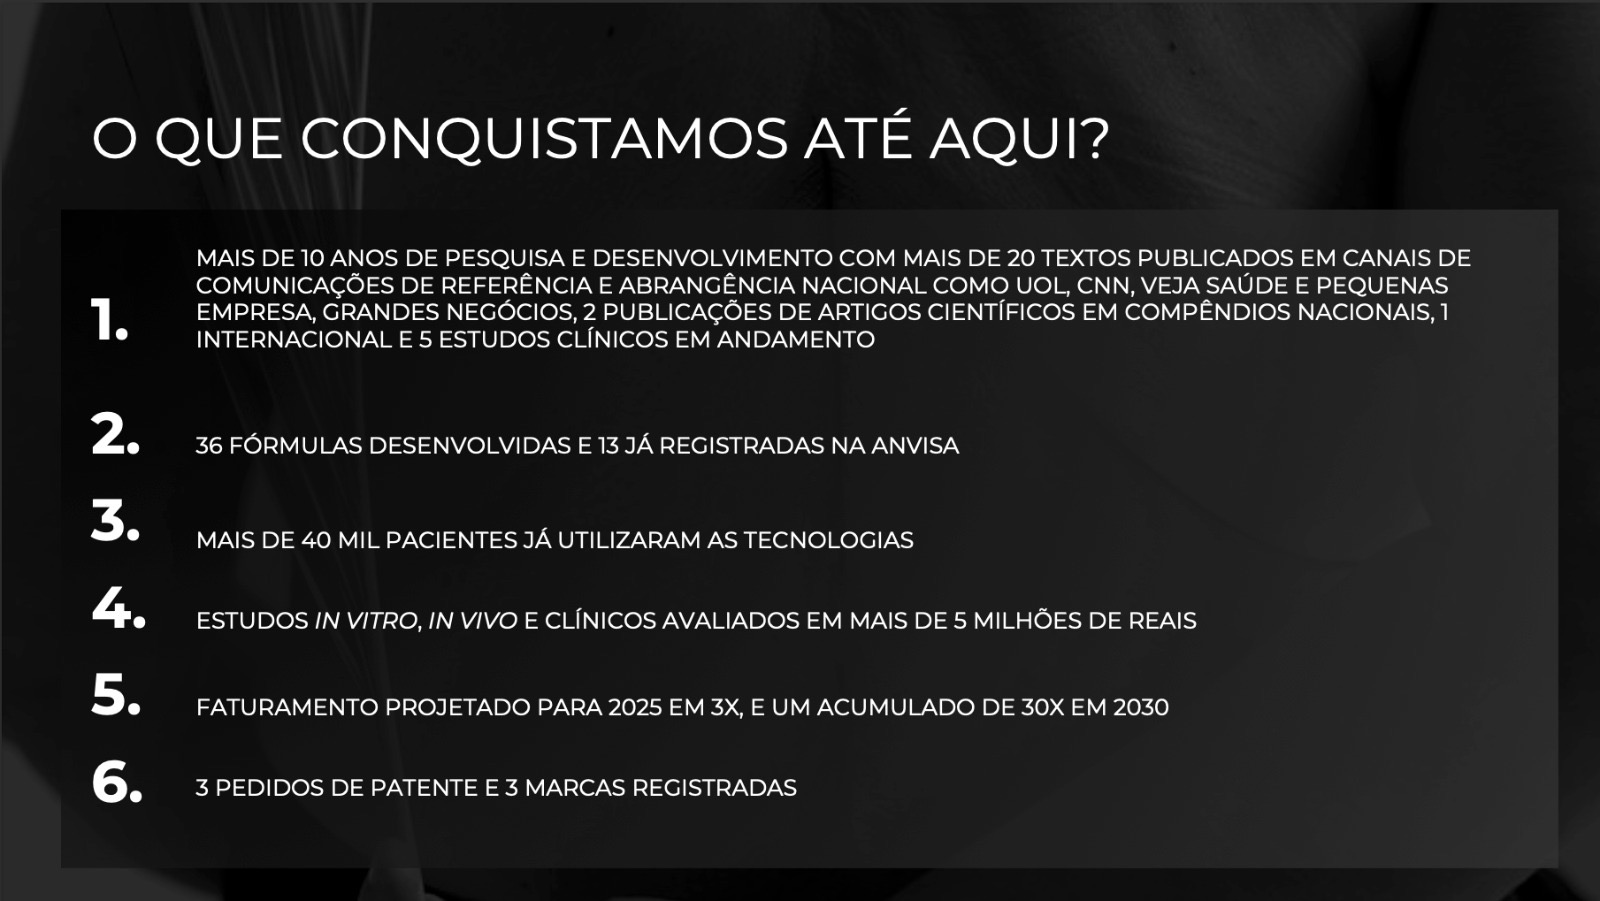 O QUE CONQUISTAMOS ATÉ AQUI?
1.
MAIS DE 10 ANOS DE PESQUISA E DESENVOLVIMENTO COM MAIS DE 20 TEXTOS PUBLICADOS EM CANAIS DE
COMUNICAÇÕES DE REFERÊNCIA E ABRANGÊNCIA NACIONAL COMO UOL, CNN, VEJA SAÚDE E PEQUENAS
EMPRESA, GRANDES NEGÓCIOS, 2 PUBLICAÇÕES DE ARTIGOS CIENTÍFICOS EM COMPÊNDIOS NACIONAIS, 1
INTERNACIONAL E 5 ESTUDOS CLÍNICOS EM ANDAMENTO
2. 36 FÓRMULAS DESENVOLVIDAS E 13 JÁ REGISTRADAS NA ANVISA
3. MAIS DE 40 MIL PACIENTES JÁ UTILIZARAM AS TECNOLOGIAS
4. ESTUDOS IN VITRO, IN VIVO E CLÍNICOS AVALIADOS EM MAIS DE 5 MILHÕES DE REAIS
5. FATURAMENTO PROJETADO PARA 2025 EM 3X, E UM ACUMULADO DE 30X EM 2030
6. 3 PEDIDOS DE PATENTE E 3 MARCAS REGISTRADAS